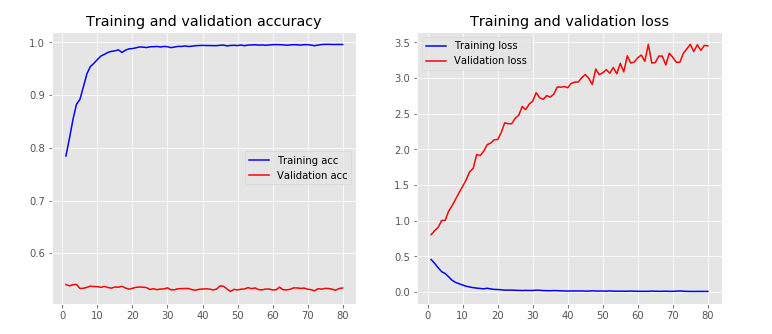 Training and validation accuracy
1.0
0.9
0.8
0.7
0.6
0 10 20 30 40 50 60 70 80
Training acc
Validation acc
Training and validation loss
3.5
3.0
2.5
2.0
1.5
1.0
0.5
0.0
0 10 20 30 40 50 60 70 80
Training loss
Validation loss